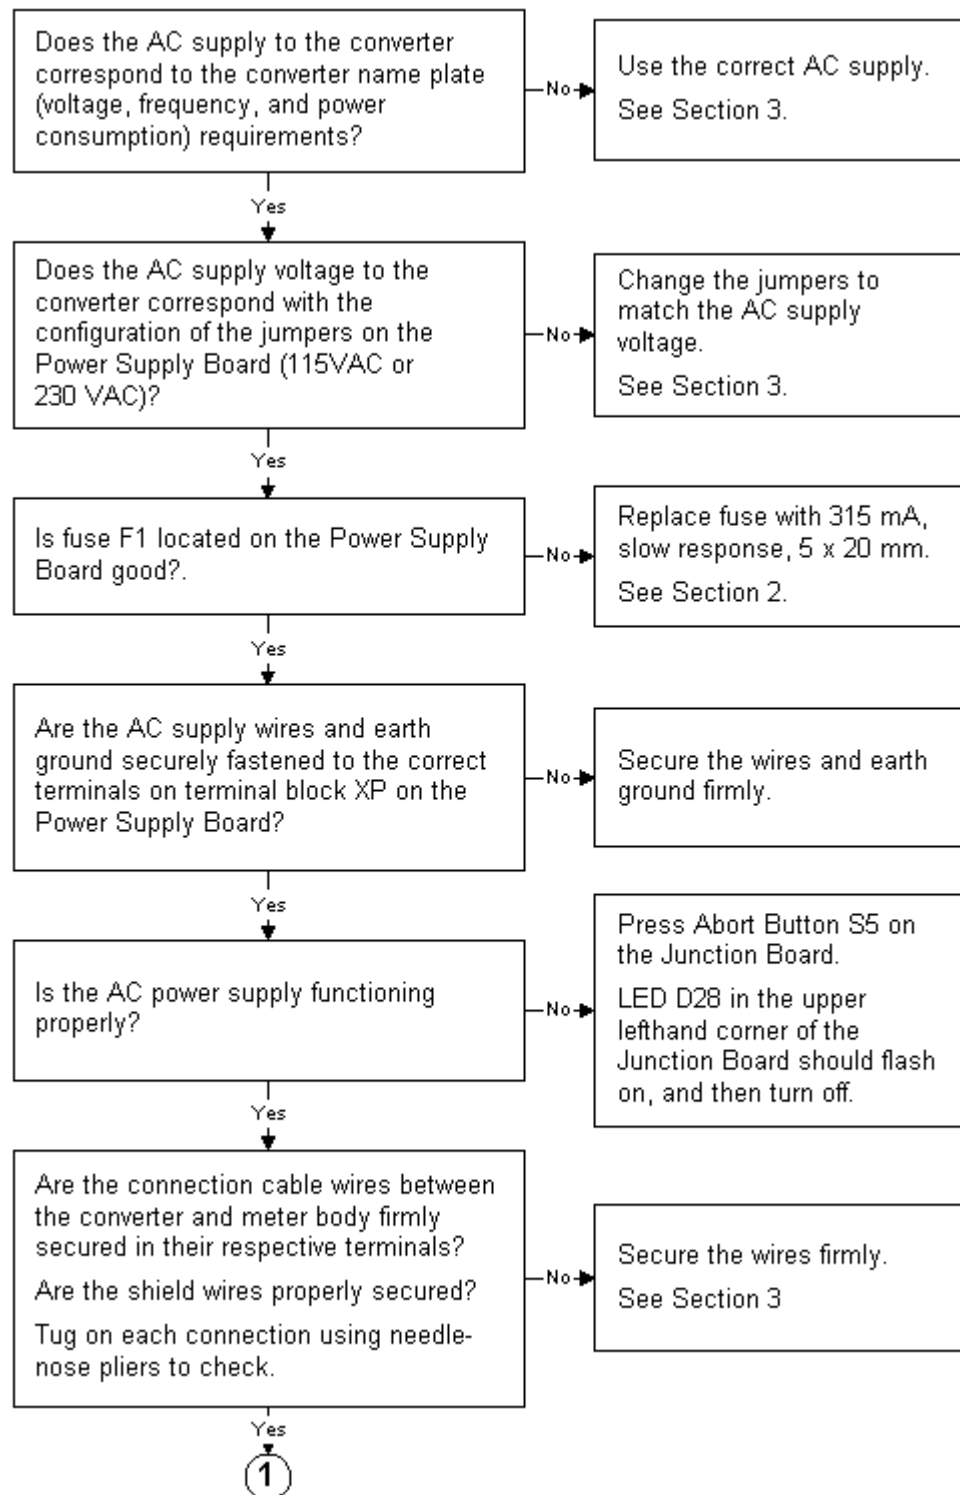 Does the AC supply to the converter
correspond to the converter name plate
(voltage, frequency, and power
consumption) requirements?
No
Use the correct AC supply.
See Section 3.
Yes
Does the AC supply voltage to the
converter correspond with the
configuration of the jumpers on the
Power Supply Board (115VAC or
230 VAC)?
No
Change the jumpers to
match the AC supply
voltage.
See Section 3.
Yes
Is fuse F1 located on the Power Supply
Board good?.
No
Replace fuse with 315 mA,
slow response, 5 x 20 mm.
See Section 2.
Yes
Are the AC supply wires and earth
ground securely fastened to the correct
terminals on terminal block XP on the
Power Supply Board?
No
Secure the wires and earth
ground firmly.
Yes
Is the AC power supply functioning
properly?
No
Press Abort Button S5 on
the Junction Board.
LED D28 in the upper
lefthand corner of the
Junction Board should flash
on, and then turn off.
Yes
Are the connection cable wires between
the converter and meter body firmly
secured in their respective terminals?
Are the shield wires properly secured?
Tug on each connection using needle-
nose pliers to check.
No
Secure the wires firmly.
See Section 3
Yes
1